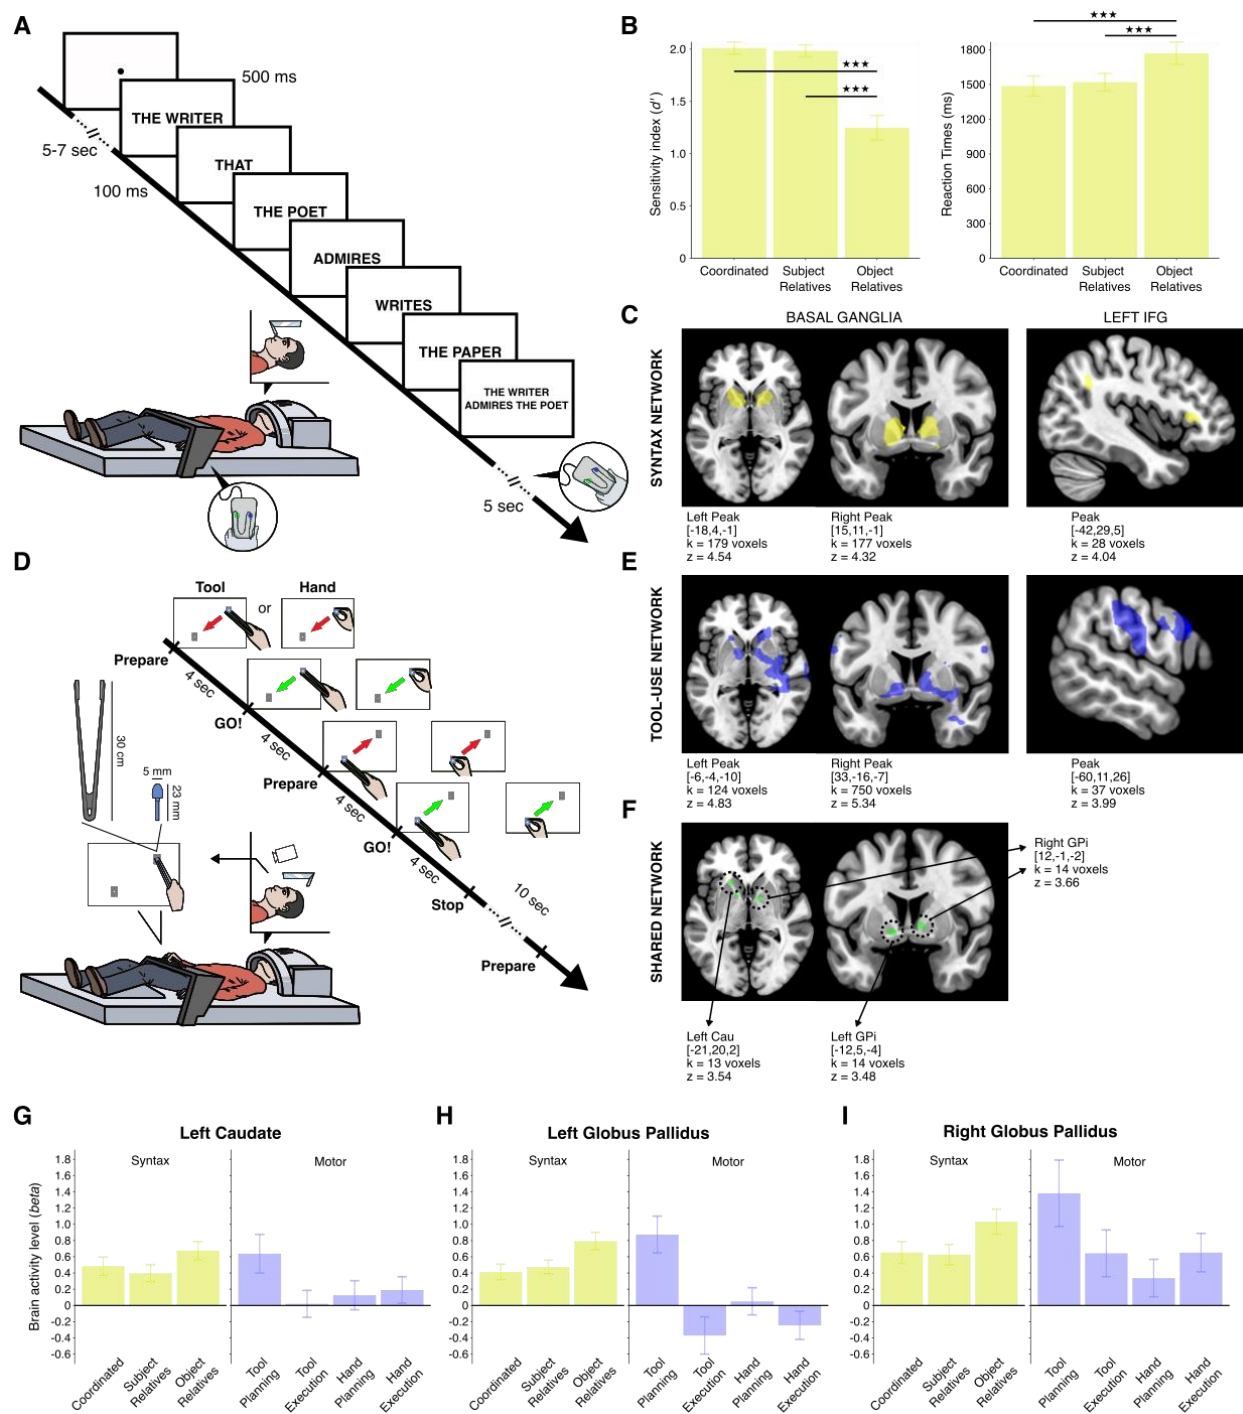 A
500 ms
THE WRITER
THAT
THE POET
ADMIRES
WRITES
THE PAPER
THE WRITER
ADMIRES THE POET
5-7 sec
100 ms
5 sec
B
Sensitivity index (d')
2.0
1.5
1.0
0.5
0
★★★
★★★
Coordinated
Subject
Relatives
Object
Relatives
Reaction Times (ms)
1800
1500
1200
900
600
300
0
★★★
★★★
Coordinated
Subject
Relatives
Object
Relatives
C
BASAL GANGLIA
LEFT IFG
SYNTAX NETWORK
Left Peak
[-18,4,-1]
k = 179 voxels
z = 4.54
Right Peak
[15,11,-1]
k = 177 voxels
z = 4.32
Peak
[-42,29,5]
k = 28 voxels
z = 4.04
D
Tool
or
Hand
Prepare
4 sec
GO!
4 sec
Prepare
4 sec
GO!
4 sec
Stop
10 sec
Prepare
30 cm
5 mm
23 mm
E
TOOL-USE NETWORK
Left Peak
[-6,-4,-10]
k = 124 voxels
z = 4.83
Right Peak
[33,-16,-7]
k = 750 voxels
z = 5.34
Peak
[-60,11,26]
k = 37 voxels
z = 3.99
F
SHARED NETWORK
Right GPi
[12,-1,-2]
k = 14 voxels
z = 3.66
Left Cau
[-21,20,2]
k = 13 voxels
z = 3.54
Left GPi
[-12,5,-4]
k = 14 voxels
z = 3.48
G
Left Caudate
Brain activity level (beta)
Syntax
Motor
1.8
1.6
1.4
1.2
1.0
0.8
0.6
0.4
0.2
0
-0.2
-0.4
-0.6
Coordinated
Subject
Relatives
Object
Relatives
Tool
Planning
Tool
Execution
Hand
Planning
Hand
Execution
H
Left Globus Pallidus
Syntax
Motor
1.8
1.6
1.4
1.2
1.0
0.8
0.6
0.4
0.2
0
-0.2
-0.4
-0.6
Coordinated
Subject
Relatives
Object
Relatives
Tool
Planning
Tool
Execution
Hand
Planning
Hand
Execution
I
Right Globus Pallidus
Syntax
Motor
1.8
1.6
1.4
1.2
1.0
0.8
0.6
0.4
0.2
0
-0.2
-0.4
-0.6
Coordinated
Subject
Relatives
Object
Relatives
Tool
Planning
Tool
Execution
Hand
Planning
Hand
Execution